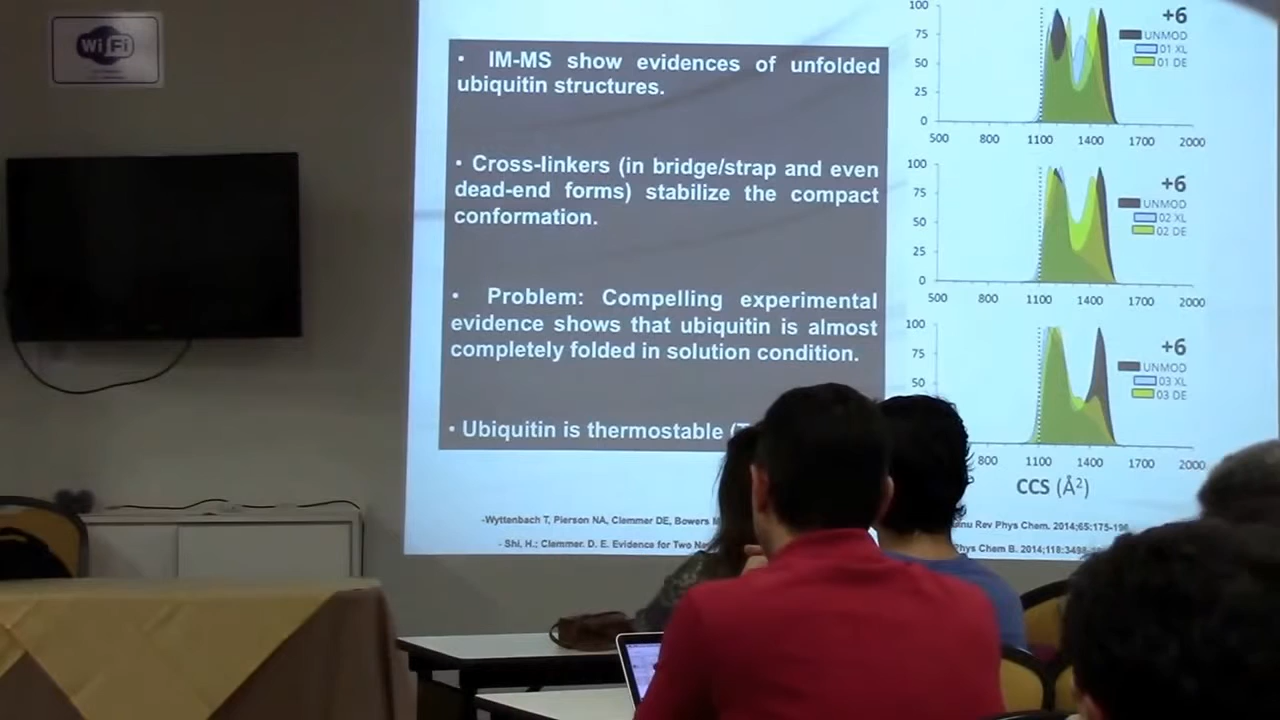 Wi Fi
• IM-MS show evidences of unfolded
ubiquitin structures.
• Cross-linkers (in bridge/strap and even
dead-end forms) stabilize the compact
conformation.
• Problem: Compelling experimental
evidence shows that ubiquitin is almost
completely folded in solution condition.
• Ubiquitin is thermostable (
-Wyttenbach T, Pierson NA, Clemmer DE, Bowers
Rev Phys Chem. 2014;65:175-196
- Shi, H.; Clemmer. D. E. Evidence for Two
Phys Chem B. 2014;118:3498
100
75
50
25
0
500 800 1100 1400 1700 2000
+6
UNMOD
01 XL
01 DE
100
75
50
25
0
500 800 1100 1400 1700 2000
+6
UNMOD
02 XL
02 DE
100
75
50
800 1100 1400 1700 2000
+6
UNMOD
03 XL
03 DE
CCS (Å²)